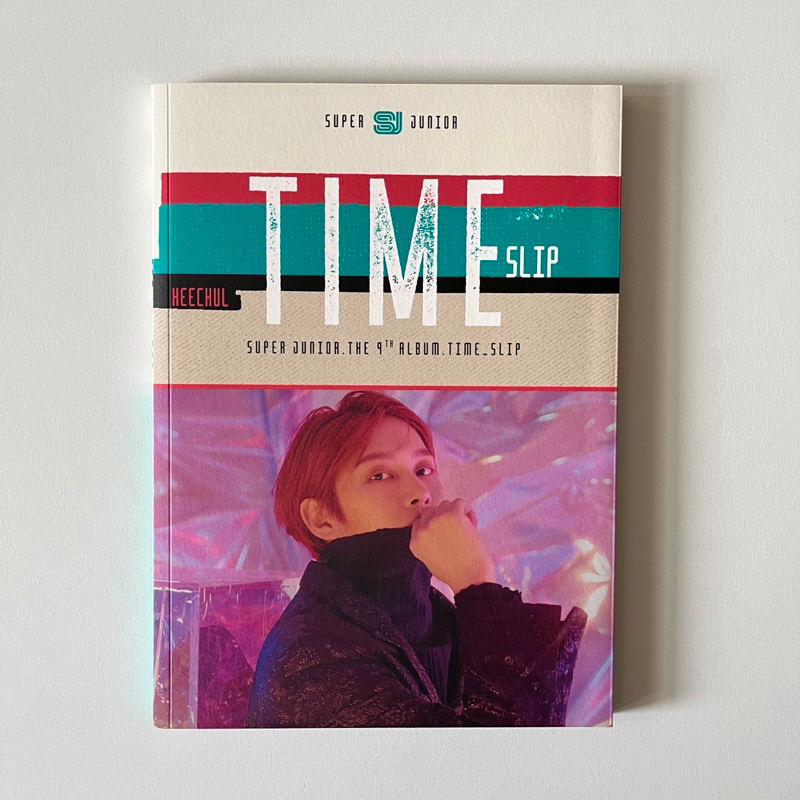 SUPER SJ JUNIOR
TIME
SLIP
HEECHUL
SUPER JUNIOR.THE 9TH ALBUM.TIME_SLIP